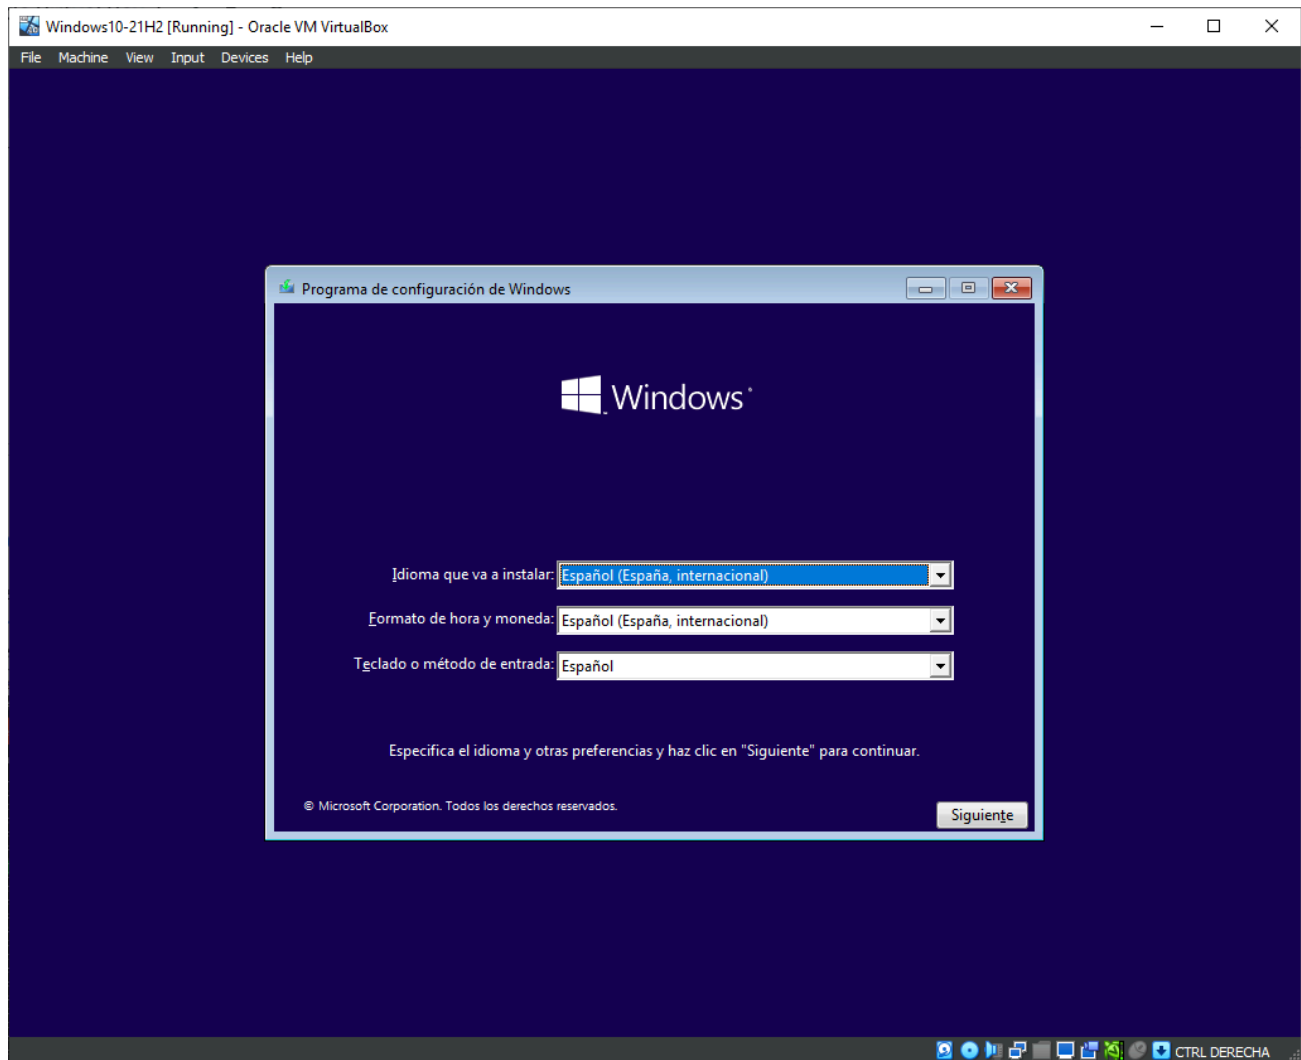 Windows10-21H2 [Running] - Oracle VM VirtualBox
File Machine View Input Devices Help
Programa de configuración de Windows
Windows
Idioma que va a instalar: Español (España, internacional)
Formato de hora y moneda: Español (España, internacional)
Teclado o método de entrada: Español
Especifica el idioma y otras preferencias y haz clic en "Siguiente" para continuar.
© Microsoft Corporation. Todos los derechos reservados.
Siguiente
CTRL DERECHA